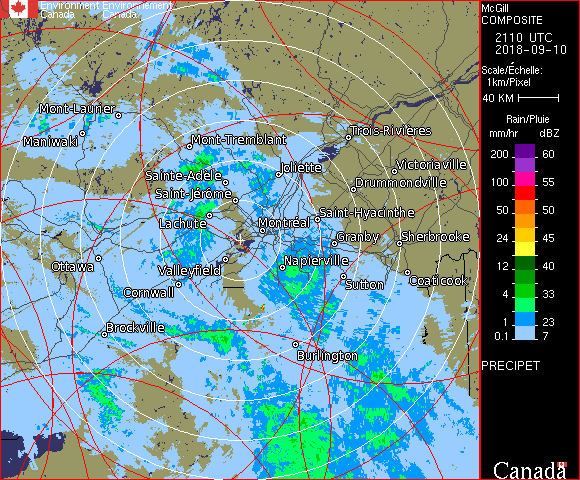 Environment Environnement
Canada Canada
McGill
COMPOSITE
2110 UTC
2018-09-10
Scale/Échelle:
1km/Pixel
40 KM
Rain/Pluie
mm/hr dBZ
200 60
100 55
50 50
24 45
12 40
4 33
1 23
0.1 7
PRECIPET
Canada
Mont-Laurier
Maniwaki
Mont-Tremblant
Trois-Rivières
Sainte-Adèle
Joliette
Victoriaville
Saint-Jérôme
Drummondville
Lachute
Montréal
Saint-Hyacinthe
Granby
Sherbrooke
Ottawa
Valleyfield
Napierville
Cornwall
Sutton
Coaticook
Brockville
Burlington